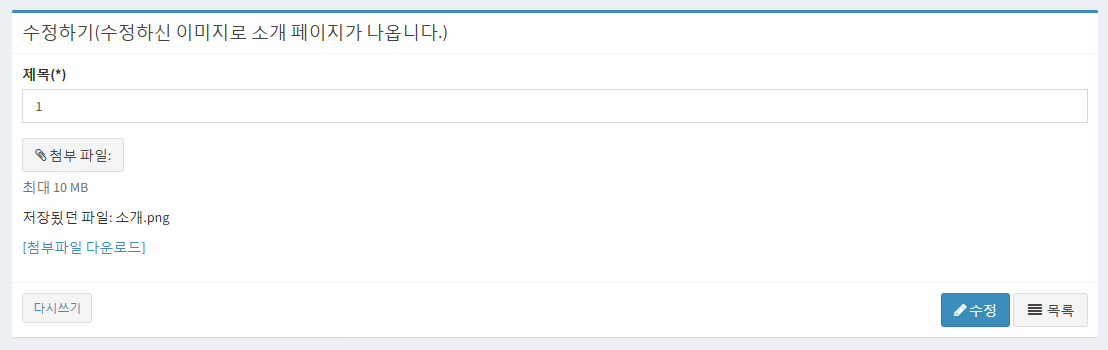 수정하기(수정하신 이미지로 소개 페이지가 나옵니다.)
제목(*)
1
첨부 파일:
최대 10 MB
저장됬던 파일: 소개.png
[첨부파일 다운로드]
다시쓰기 수정 목록